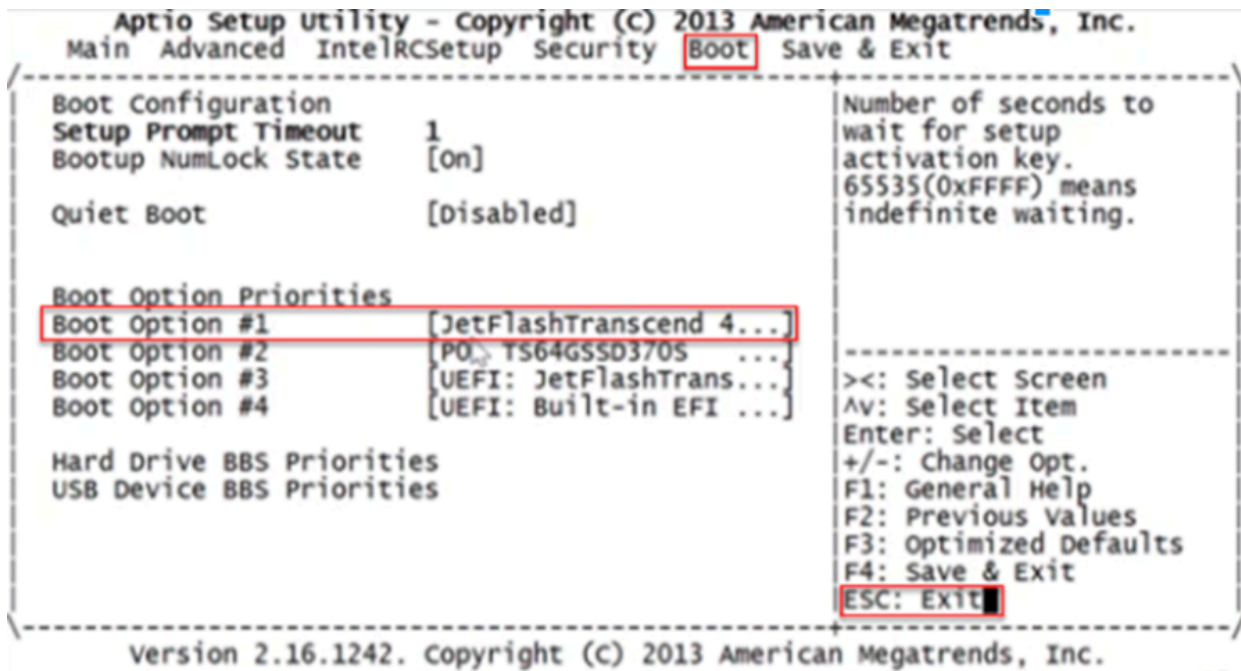 Aptio Setup Utility - Copyright (C) 2013 American Megatrends, Inc.
Main Advanced IntelRCSetup Security Boot Save & Exit
Boot Configuration
Setup Prompt Timeout 1
Bootup NumLock State [On]
Quiet Boot [Disabled]
Boot Option Priorities
Boot Option #1 [JetFlashTranscend 4...]
Boot Option #2 [P0 TS64GSSD370S ...]
Boot Option #3 [UEFI: JetFlashTrans...]
Boot Option #4 [UEFI: Built-in EFI ...]
Hard Drive BBS Priorities
USB Device BBS Priorities
Number of seconds to
wait for setup
activation key.
65535(0xFFFF) means
indefinite waiting.
><: Select Screen
^v: Select Item
Enter: Select
+/-: Change Opt.
F1: General Help
F2: Previous Values
F3: Optimized Defaults
F4: Save & Exit
ESC: Exit
Version 2.16.1242. Copyright (C) 2013 American Megatrends, Inc.